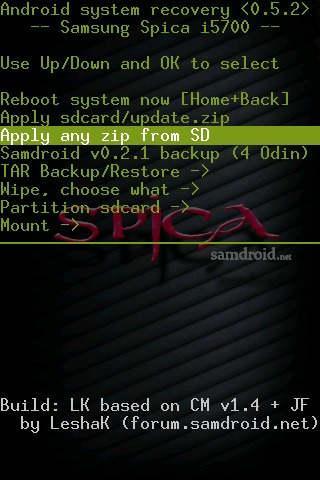 Android system recovery <0.5.2>
-- Samsung Spica i5700 --
Use Up/Down and OK to select
Reboot system now [Home+Back]
Apply sdcard/update.zip
Apply any zip from SD
Samdroid v0.2.1 backup (4 Odin)
TAR Backup/Restore ->
Wipe, choose what ->
Partition sdcard ->
Mount ->
SPICA
samdroid.net
Build: LK based on CM v1.4 + JF
by LeshaK (forum.samdroid.net)